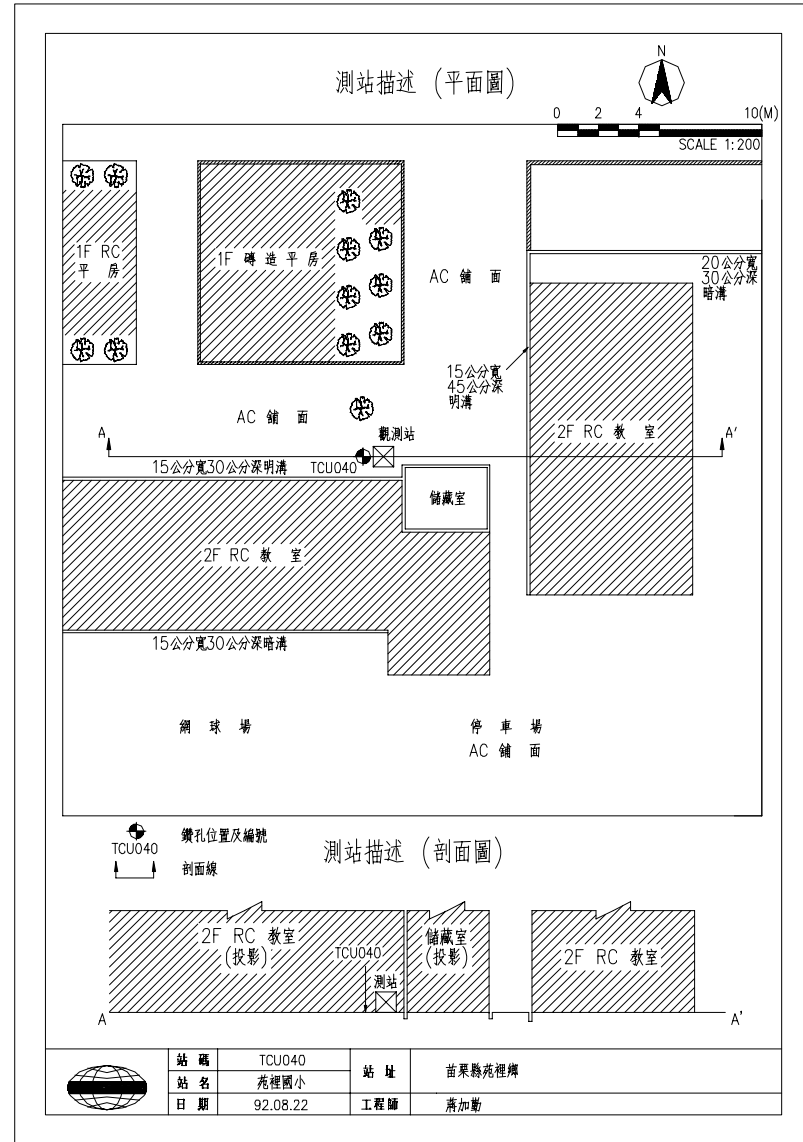 測站描述 (平面圖)
N
0 2 4 10(M)
SCALE 1:200
1F RC
平 房
1F 磚 造 平 房
AC 舖 面
20公分寬
30公分深
暗溝
15公分寬
45公分深
明溝
AC 舖 面
2F RC 教 室
A
觀測站
A'
15公分寬30公分深明溝
TCU040
儲藏室
2F RC 教 室
15公分寬30公分深暗溝
網 球 場
停 車 場
AC 舖 面
TCU040
鑽孔位置及編號
剖面線
測站描述 (剖面圖)
2F RC 教室
(投影)
TCU040
測站
儲藏室
(投影)
2F RC 教室
A
A'
站 碼 TCU040
站 址 苗栗縣苑裡鄉
站 名 苑裡國小
日 期 92.08.22
工程師 蔣加勤